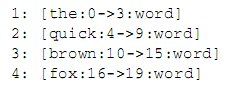 1: [the:0->3:word]
2: [quick:4->9:word]
3: [brown:10->15:word]
4: [fox:16->19:word]